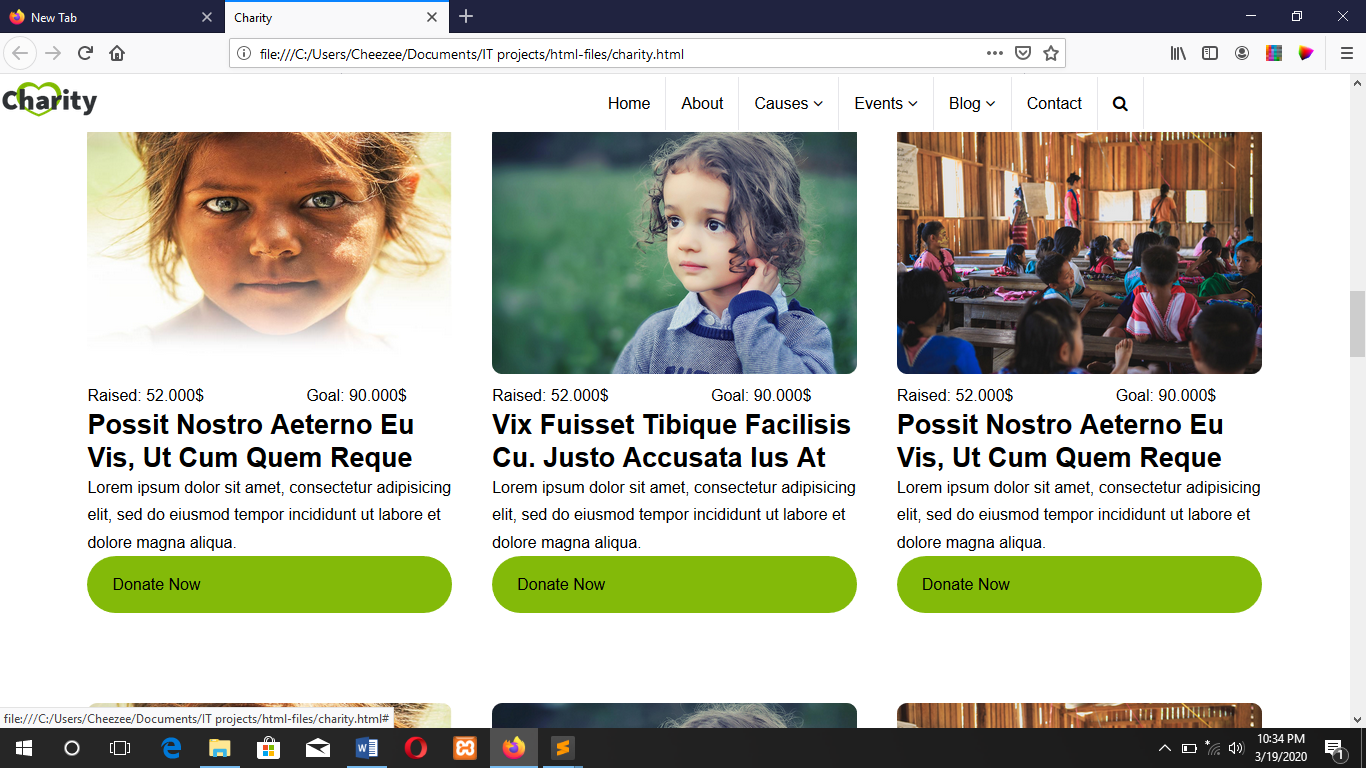 New Tab
Charity
file:///C:/Users/Cheezee/Documents/IT projects/html-files/charity.html
Charity
Home About Causes Events Blog Contact
Raised: 52.000$ Goal: 90.000$
Possit Nostro Aeterno Eu
Vis, Ut Cum Quem Reque
Lorem ipsum dolor sit amet, consectetur adipisicing
elit, sed do eiusmod tempor incididunt ut labore et
dolore magna aliqua.
Donate Now
Raised: 52.000$ Goal: 90.000$
Vix Fuisset Tibique Facilisis
Cu. Justo Accusata Ius At
Lorem ipsum dolor sit amet, consectetur adipisicing
elit, sed do eiusmod tempor incididunt ut labore et
dolore magna aliqua.
Donate Now
Raised: 52.000$ Goal: 90.000$
Possit Nostro Aeterno Eu
Vis, Ut Cum Quem Reque
Lorem ipsum dolor sit amet, consectetur adipisicing
elit, sed do eiusmod tempor incididunt ut labore et
dolore magna aliqua.
Donate Now
file:///C:/Users/Cheezee/Documents/IT projects/html-files/charity.html#
10:34 PM
3/19/2020
1